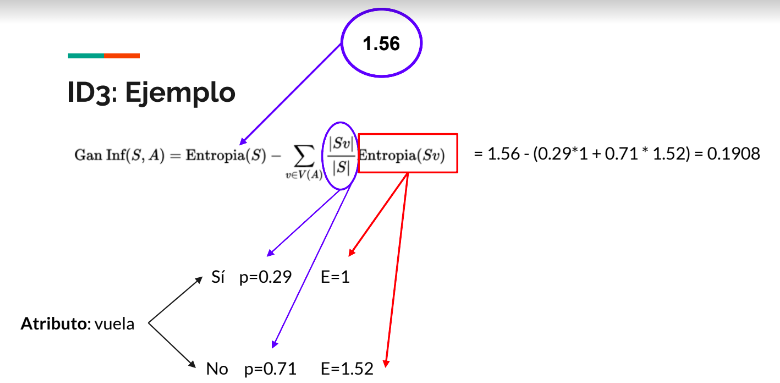 1.56
ID3: Ejemplo
Gan Inf(S, A) = Entropia(S) − ∑ v∈V(A) |Sv| / |S| Entropia(Sv) = 1.56 - (0.29*1 + 0.71 * 1.52) = 0.1908
Sí p=0.29 E=1
Atributo: vuela
No p=0.71 E=1.52